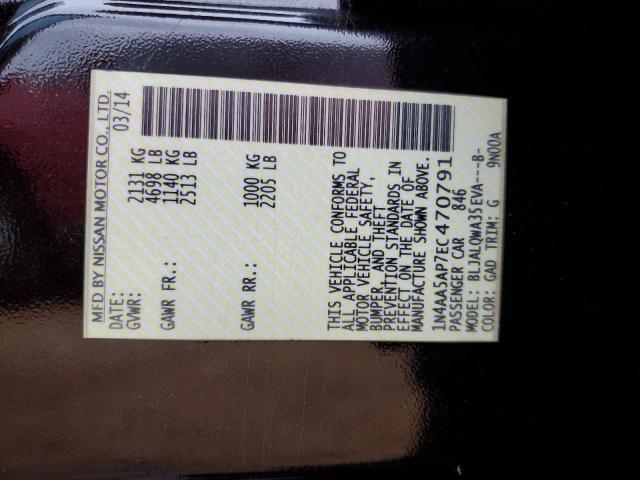 MFD BY NISSAN MOTOR CO., LTD.
DATE: 03/14
GVWR: 2131 KG
4698 LB
GAWR FR.: 1140 KG
2513 LB
GAWR RR.: 1000 KG
2205 LB
THIS VEHICLE CONFORMS TO
ALL APPLICABLE FEDERAL
MOTOR VEHICLE SAFETY,
BUMPER, AND THEFT
PREVENTION STANDARDS IN
EFFECT ON THE DATE OF
MANUFACTURE SHOWN ABOVE.
1N4AA5AP7EC470791
PASSENGER CAR 846
MODEL: BLJALQWA35EVA---B-
COLOR: GAD TRIM: G 9N00A